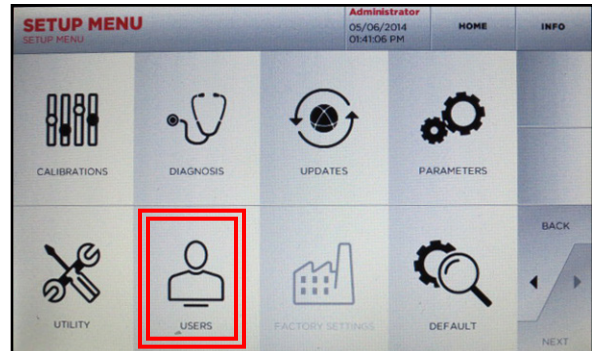 SETUP MENU
SETUP MENU
Administrator
05/06/2014
01:41:06 PM
HOME
INFO
CALIBRATIONS
DIAGNOSIS
UPDATES
PARAMETERS
BACK
UTILITY
USERS
FACTORY SETTINGS
DEFAULT
NEXT